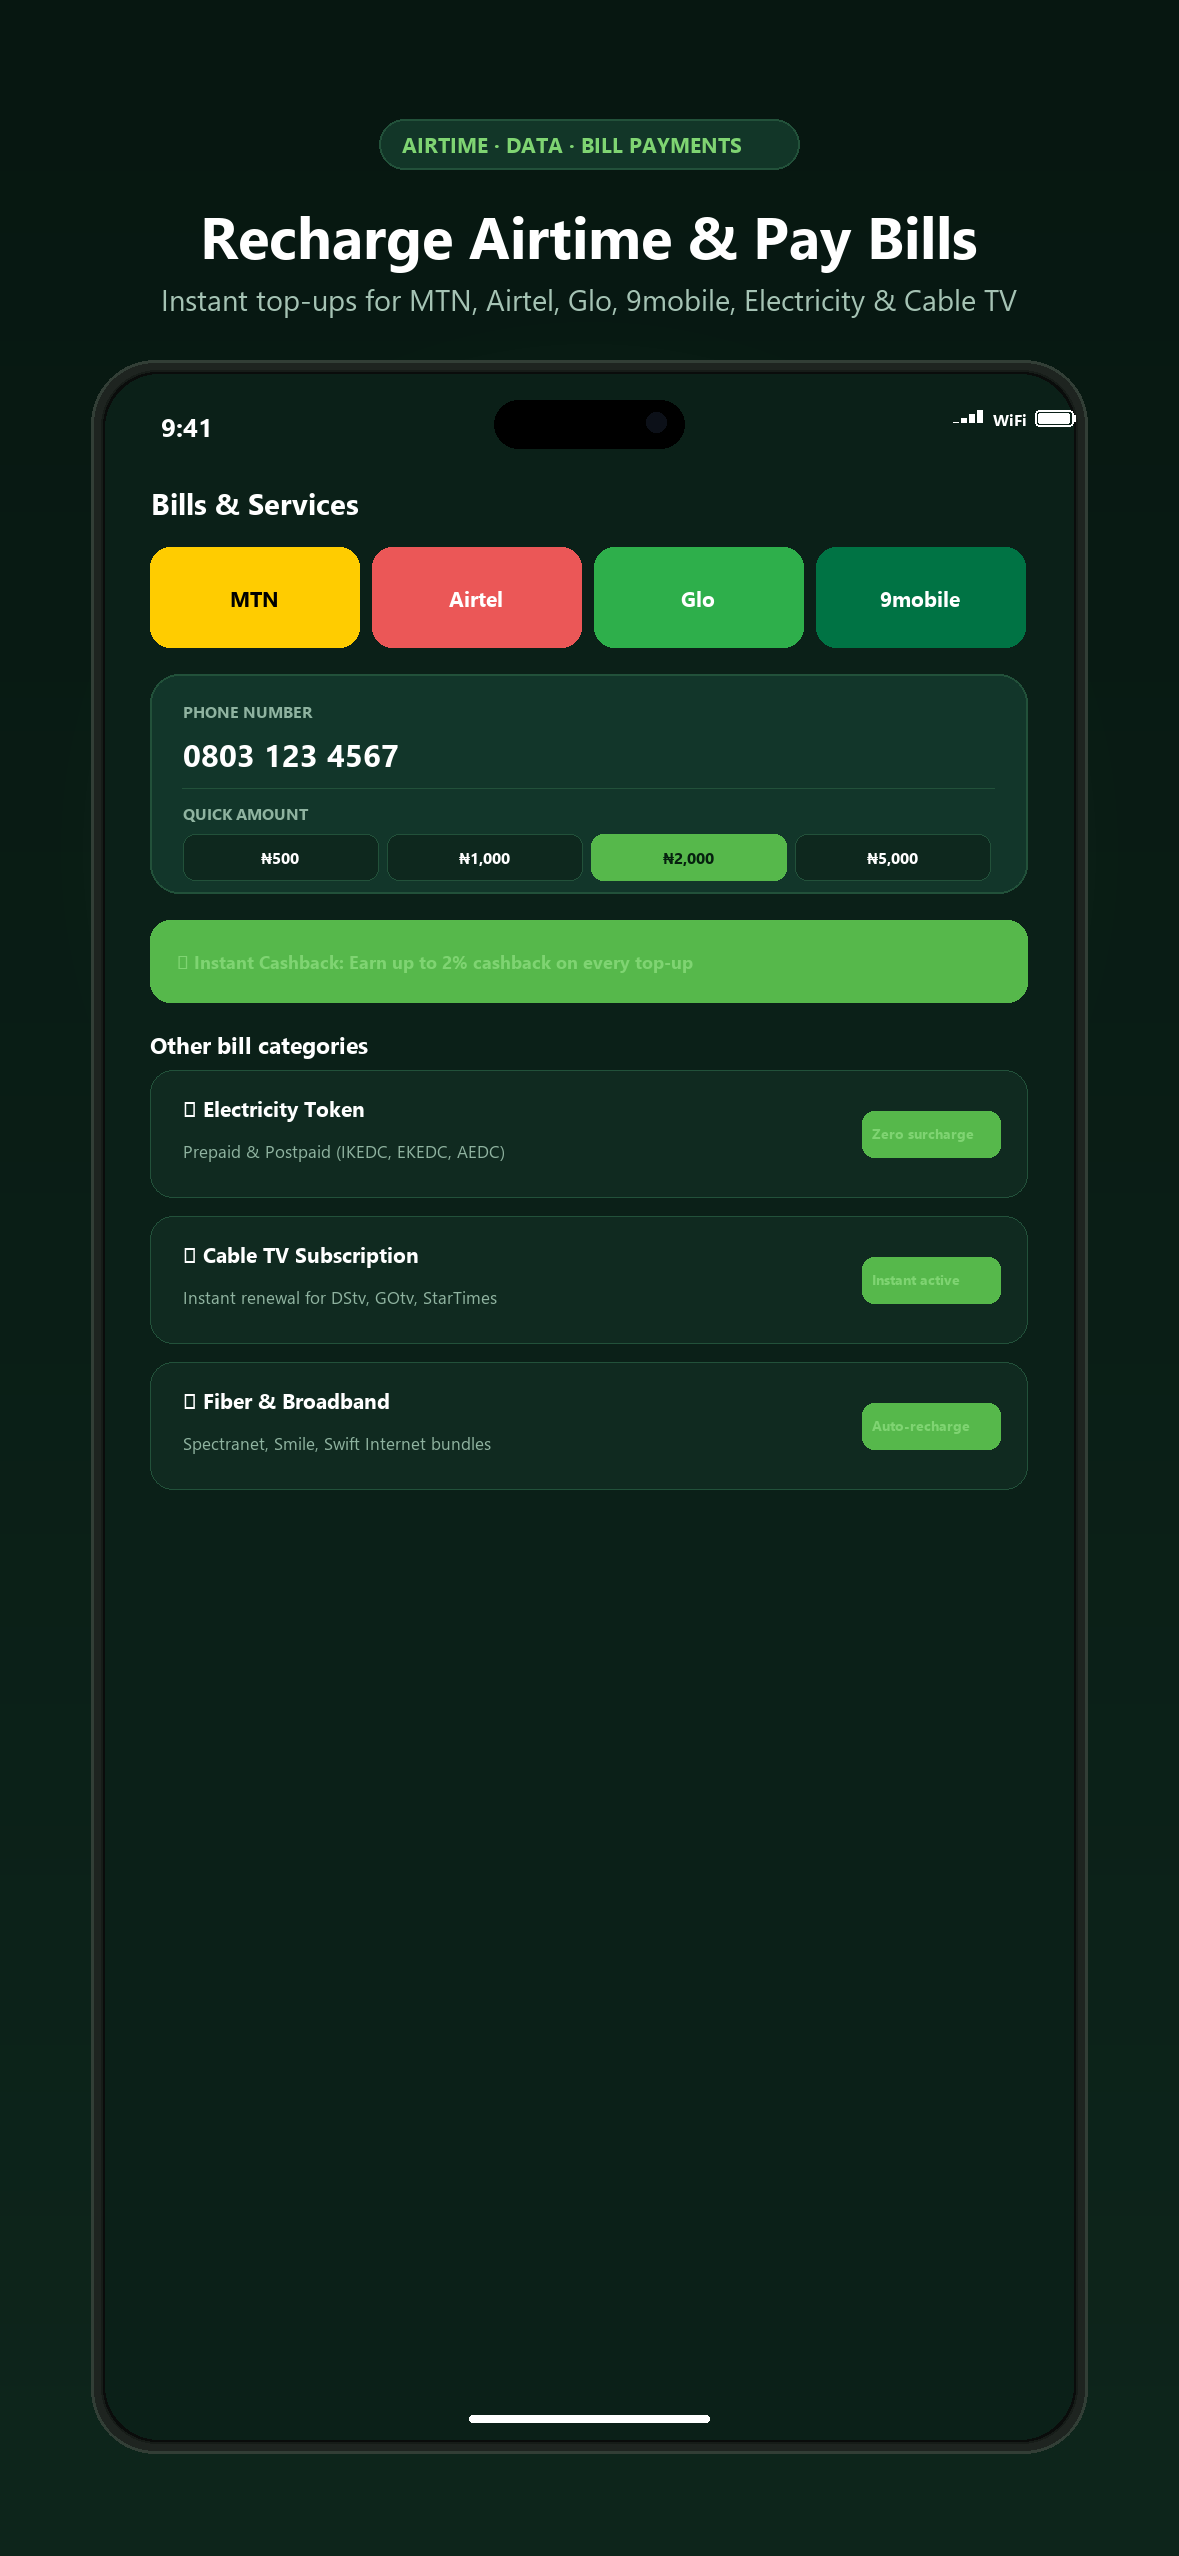 AIRTIME · DATA · BILL PAYMENTS
Recharge Airtime & Pay Bills
Instant top-ups for MTN, Airtel, Glo, 9mobile, Electricity & Cable TV
9:41
WiFi
Bills & Services
MTN Airtel Glo 9mobile
PHONE NUMBER
0803 123 4567
QUICK AMOUNT
₦500 ₦1,000 ₦2,000 ₦5,000
Instant Cashback: Earn up to 2% cashback on every top-up
Other bill categories
Electricity Token
Zero surcharge
Prepaid & Postpaid (IKEDC, EKEDC, AEDC)
Cable TV Subscription
Instant active
Instant renewal for DStv, GOtv, StarTimes
Fiber & Broadband
Auto-recharge
Spectranet, Smile, Swift Internet bundles